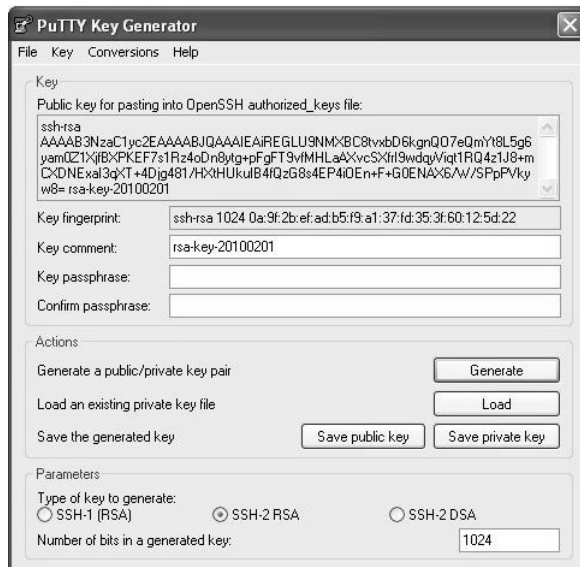 PuTTY Key Generator
File Key Conversions Help
Key
Public key for pasting into OpenSSH authorized_keys file:
ssh-rsa
AAAAB3NzaC1yc2EAAAABJQAAAIEAiREGLU9NMXBC8tvxbD6kgnQO7eQmYt8L5g6
yam0Z1XjfBXPKEF7s1Rz4oDn8ytg+pFgFT9vfMHLaAXvcSXfrI9wdqyViqt1RQ4z1J8+m
CXDNExaI3qXT+4Djg481/HXtHUkuIB4fQzG8s4EP4iOEn+F+G0ENAX6/W/SPpPVky
w8= rsa-key-20100201
Key fingerprint: ssh-rsa 1024 0a:9f:2b:ef:ad:b5:f9:a1:37:fd:35:3f:60:12:5d:22
Key comment: rsa-key-20100201
Key passphrase:
Confirm passphrase:
Actions
Generate a public/private key pair Generate
Load an existing private key file Load
Save the generated key Save public key Save private key
Parameters
Type of key to generate:
SSH-1 (RSA) SSH-2 RSA SSH-2 DSA
Number of bits in a generated key: 1024